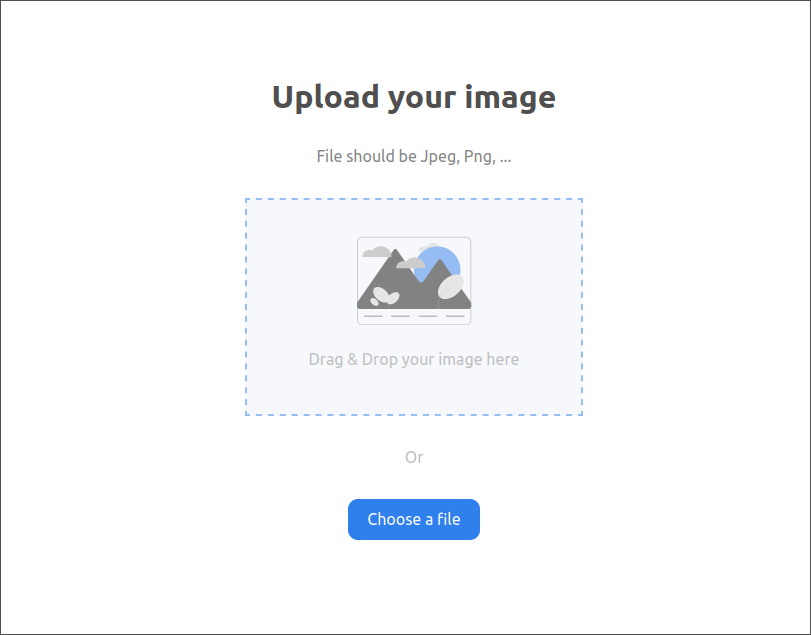 Upload your image
File should be Jpeg, Png, ...
Drag & Drop your image here
Or
Choose a file